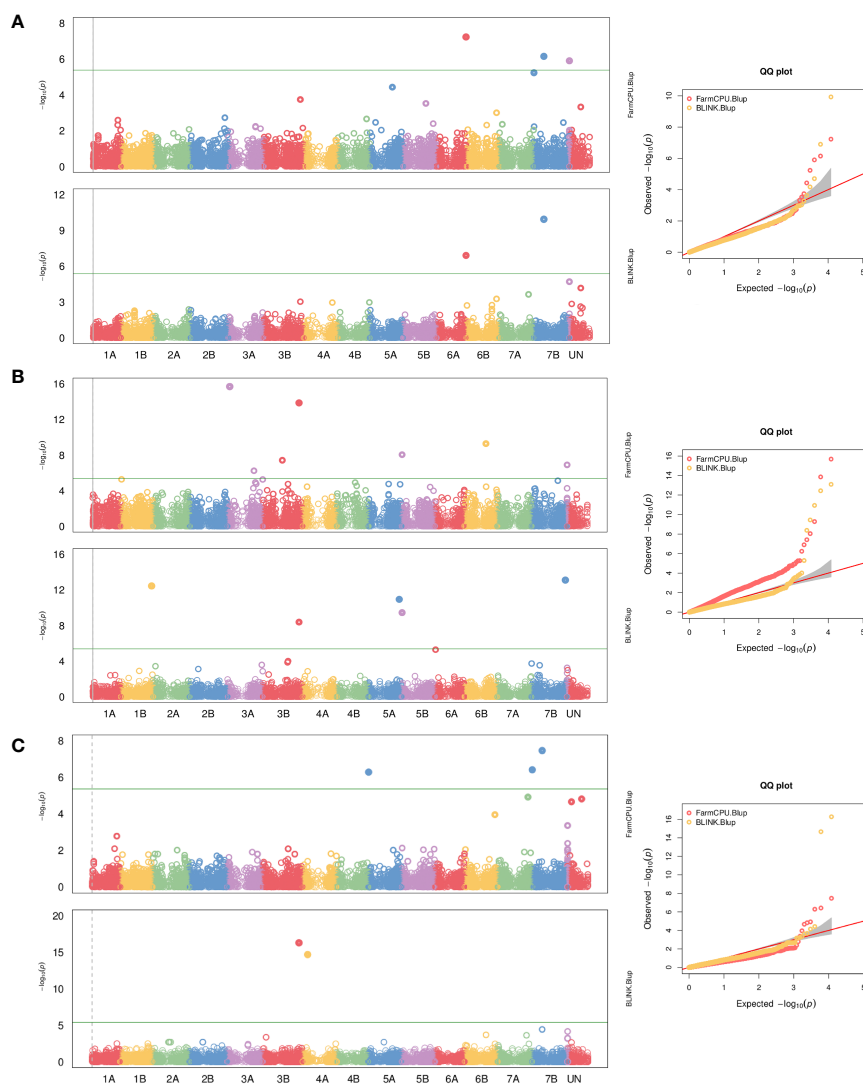 A
8
6
4
2
0
−log₁₀(p)
FarmCPU.Blup
12
9
6
3
0
−log₁₀(p)
BLINK.Blup
1A 1B 2A 2B 3A 3B 4A 4B 5A 5B 6A 6B 7A 7B UN
QQ plot
FarmCPU.Blup
BLINK.Blup
10
8
6
4
2
0
Observed −log₁₀(p)
0 1 2 3 4 5
Expected −log₁₀(p)
B
16
12
8
4
0
−log₁₀(p)
FarmCPU.Blup
16
12
8
4
0
−log₁₀(p)
BLINK.Blup
1A 1B 2A 2B 3A 3B 4A 4B 5A 5B 6A 6B 7A 7B UN
QQ plot
FarmCPU.Blup
BLINK.Blup
16
14
12
10
8
6
4
2
0
Observed −log₁₀(p)
0 1 2 3 4 5
Expected −log₁₀(p)
C
8
6
4
2
0
−log₁₀(p)
FarmCPU.Blup
20
15
10
5
0
−log₁₀(p)
BLINK.Blup
1A 1B 2A 2B 3A 3B 4A 4B 5A 5B 6A 6B 7A 7B UN
QQ plot
FarmCPU.Blup
BLINK.Blup
16
14
12
10
8
6
4
2
0
Observed −log₁₀(p)
0 1 2 3 4 5
Expected −log₁₀(p)